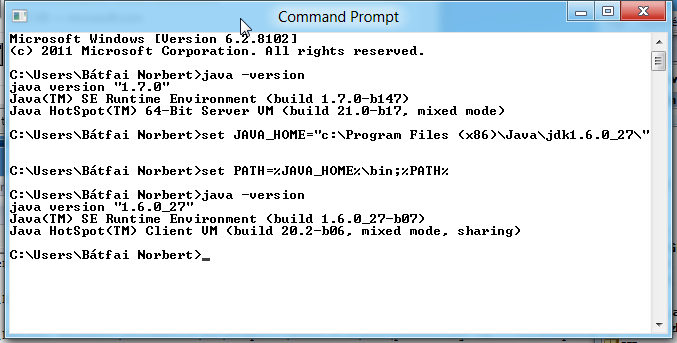 Command Prompt
Microsoft Windows [Version 6.2.8102]
(c) 2011 Microsoft Corporation. All rights reserved.
C:\Users\Bátfai Norbert>java -version
java version "1.7.0"
Java(TM) SE Runtime Environment (build 1.7.0-b147)
Java HotSpot(TM) 64-Bit Server VM (build 21.0-b17, mixed mode)
C:\Users\Bátfai Norbert>set JAVA_HOME="c:\Program Files (x86)\Java\jdk1.6.0_27\"
C:\Users\Bátfai Norbert>set PATH=%JAVA_HOME%\bin;%PATH%
C:\Users\Bátfai Norbert>java -version
java version "1.6.0_27"
Java(TM) SE Runtime Environment (build 1.6.0_27-b07)
Java HotSpot(TM) Client VM (build 20.2-b06, mixed mode, sharing)
C:\Users\Bátfai Norbert>_